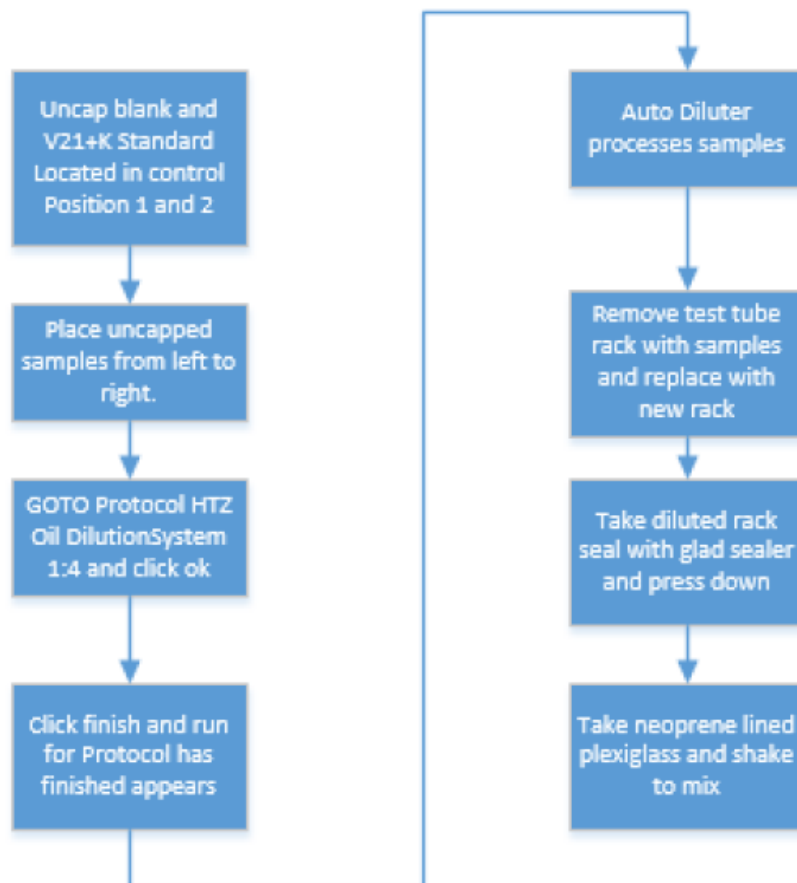 Uncap blank and
V21+K Standard
Located in control
Position 1 and 2
Place uncapped
samples from left to
right.
GOTO Protocol HTZ
Oil DilutionSystem
1:4 and click ok
Click finish and run
for Protocol has
finished appears
Auto Diluter
processes samples
Remove test tube
rack with samples
and replace with
new rack
Take diluted rack
seal with glad sealer
and press down
Take neoprene lined
plexiglass and shake
to mix